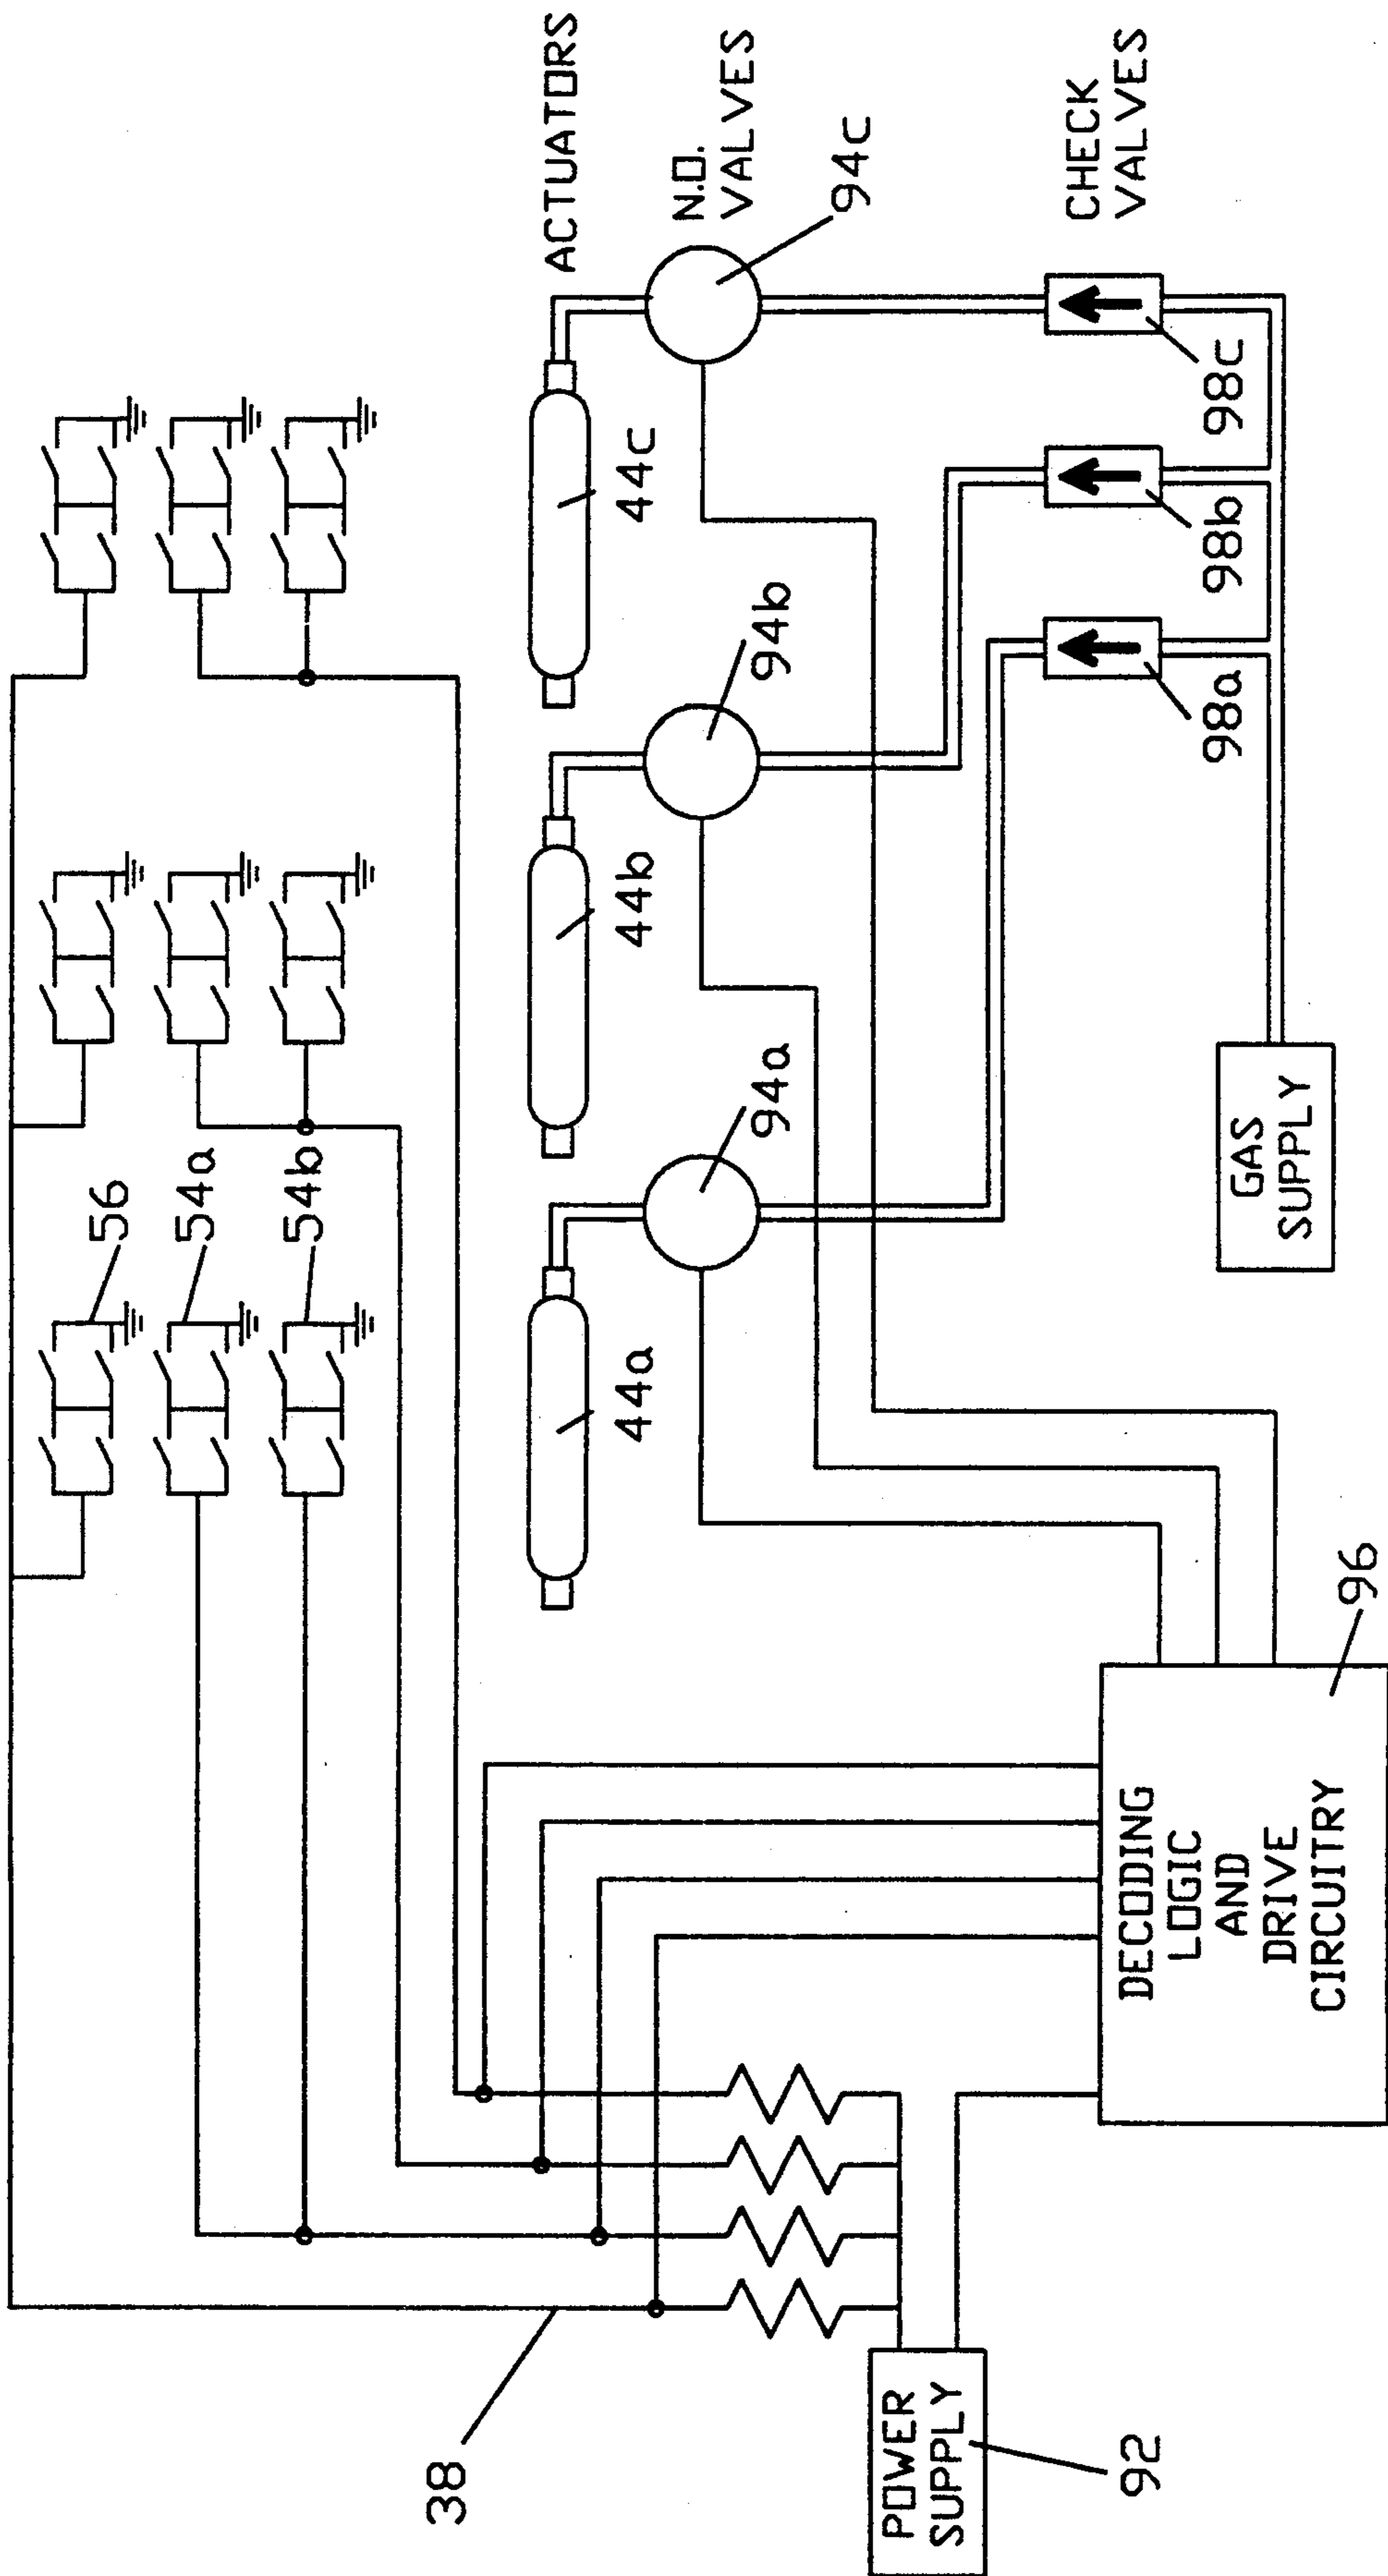 56
54a
54b
38
ACTUATORS
44a
44b
44c
N.O.
VALVES
94a
94b
94c
POWER
SUPPLY
92
DECODING
LOGIC
AND
DRIVE
CIRCUITRY
96
CHECK
VALVES
98a
98b
98c
GAS
SUPPLY